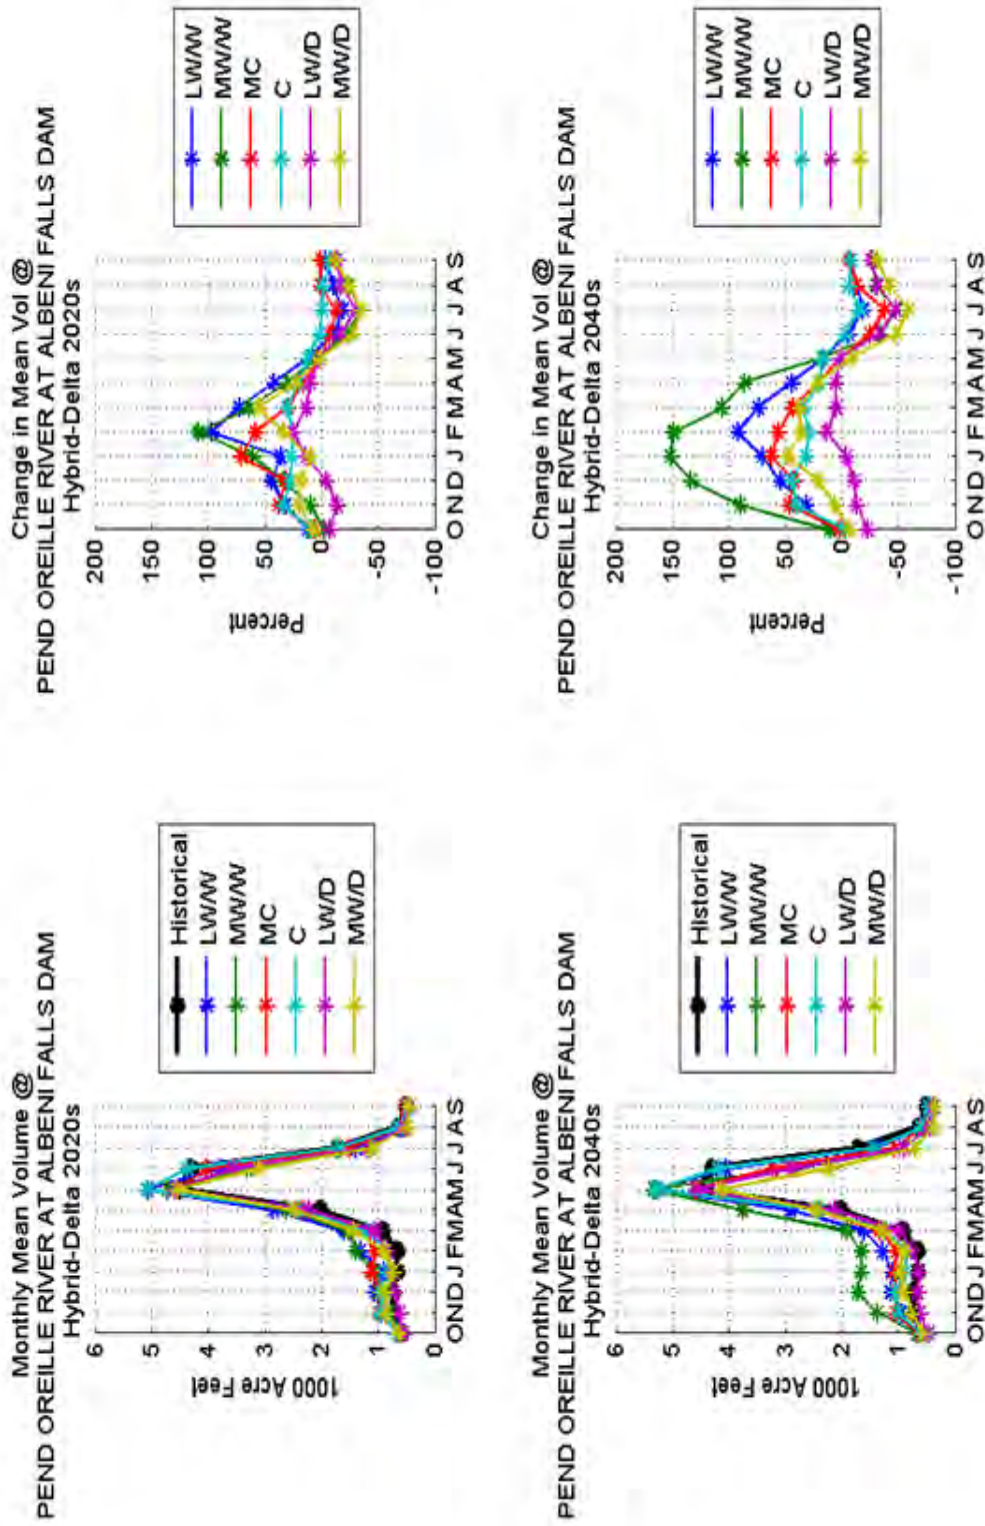 Monthly Mean Volume @
PEND OREILLE RIVER AT ALBENI FALLS DAM
Hybrid-Delta 2020s
6
5
4
3
2
1
0
1000 Acre Feet
O N D J F M A M J J A S
Historical
LW/W
MW/W
MC
C
LW/D
MW/D
Change in Mean Vol @
PEND OREILLE RIVER AT ALBENI FALLS DAM
Hybrid-Delta 2020s
200
150
100
50
0
-50
-100
Percent
O N D J F M A M J J A S
LW/W
MW/W
MC
C
LW/D
MW/D
Monthly Mean Volume @
PEND OREILLE RIVER AT ALBENI FALLS DAM
Hybrid-Delta 2040s
6
5
4
3
2
1
0
1000 Acre Feet
O N D J F M A M J J A S
Historical
LW/W
MW/W
MC
C
LW/D
MW/D
Change in Mean Vol @
PEND OREILLE RIVER AT ALBENI FALLS DAM
Hybrid-Delta 2040s
200
150
100
50
0
-50
-100
Percent
O N D J F M A M J J A S
LW/W
MW/W
MC
C
LW/D
MW/D